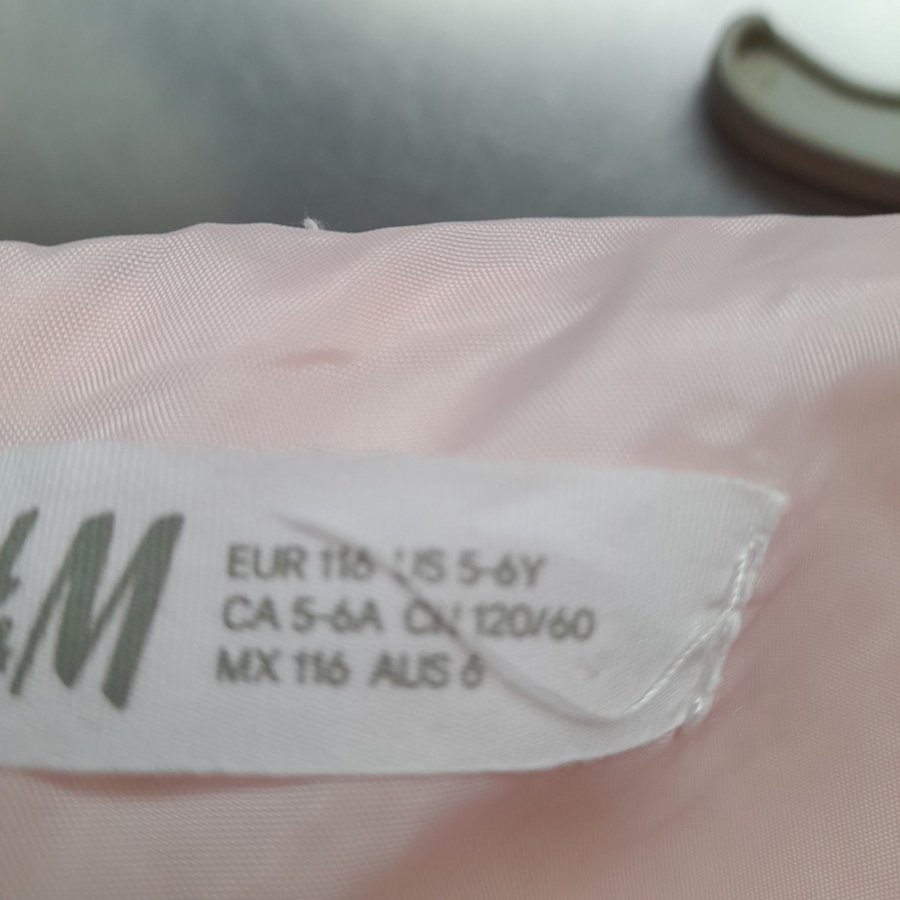 &M
EUR 116 US 5-6Y
CA 5-6A CN 120/60
MX 116 AUS 6